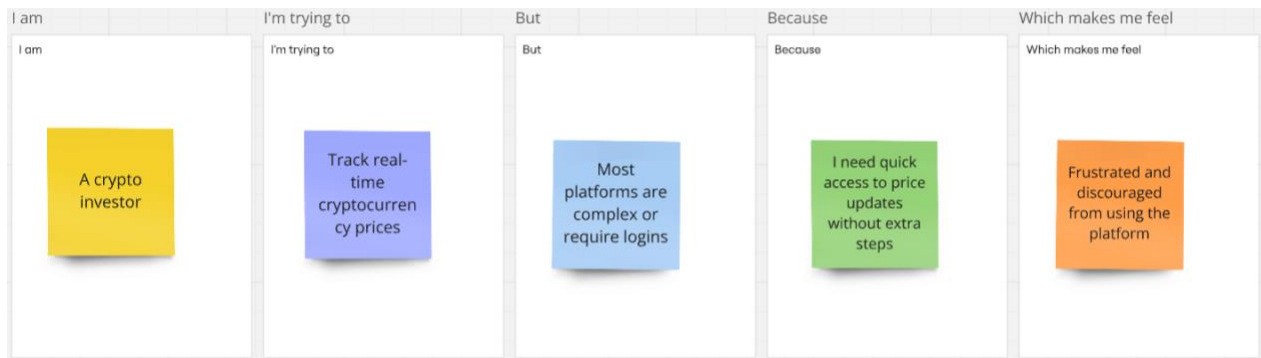 I am
I'm trying to
But
Because
Which makes me feel
I am
I'm trying to
But
Because
Which makes me feel
A crypto
investor
Track real-
time
cryptocurren
cy prices
Most
platforms are
complex or
require logins
I need quick
access to price
updates
without extra
steps
Frustrated and
discouraged
from using the
platform